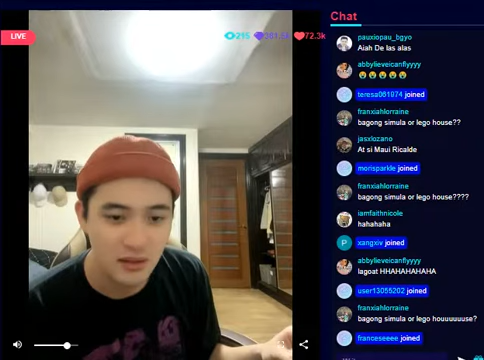 LIVE
215
72.3k
Chat
pauxiopau_bgyo
Aiah De las alas
abbylieveicanflyyyy
teresa061974 joined
franxiahlorraine
bagong simula or lego house??
jasxlozano
At si Maui Ricalde
morisparkle joined
franxiahlorraine
bagong simula or lego house????
iamfaithnicole
hahahaha
P
xangxiv joined
abbylieveicanflyyyy
lagoat HHAHAHAHAHA
user13055202 joined
franxiahlorraine
bagong simula or lego houuuuuuse?
franceseeee joined